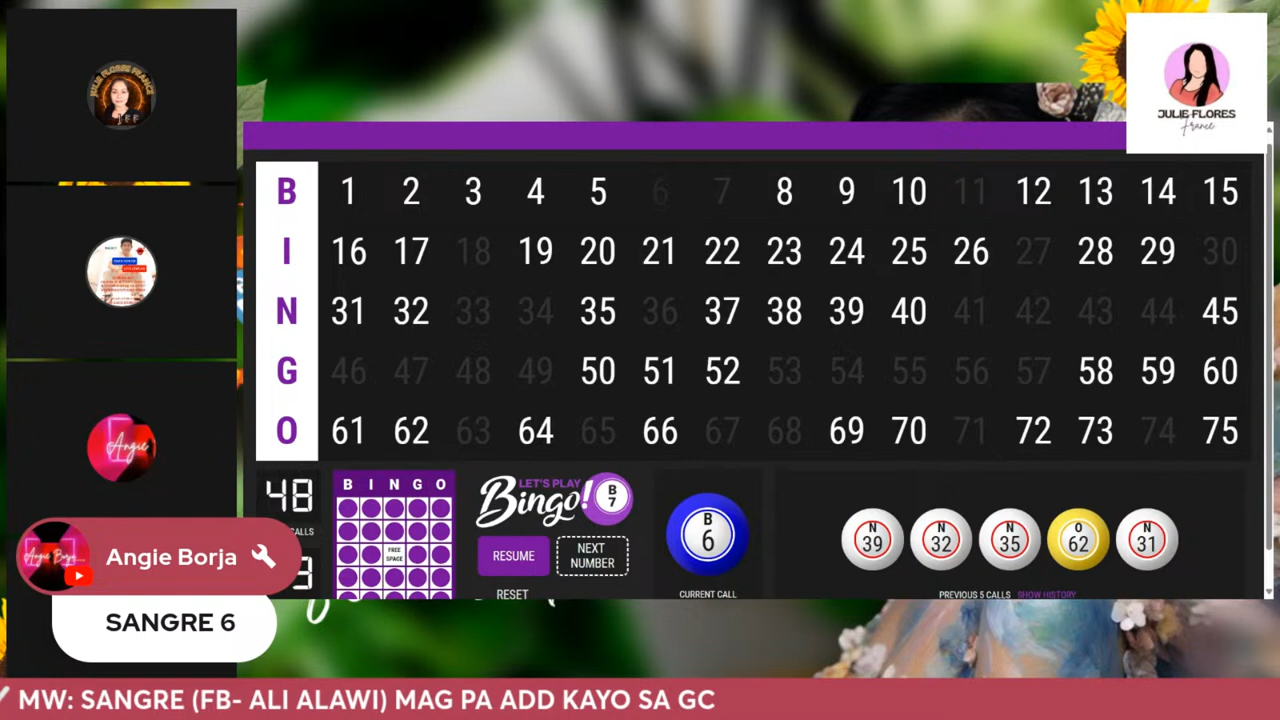 JULIE FLORES FRANCE
JFF
JULIE FLORES
France
B 1 2 3 4 5 6 7 8 9 10 11 12 13 14 15
I 16 17 18 19 20 21 22 23 24 25 26 27 28 29 30
N 31 32 33 34 35 36 37 38 39 40 41 42 43 44 45
G 46 47 48 49 50 51 52 53 54 55 56 57 58 59 60
O 61 62 63 64 65 66 67 68 69 70 71 72 73 74 75
Angie
48
CALLS
3
B I N G O
FREE
SPACE
LET'S PLAY
Bingo!
B
7
RESUME
NEXT
NUMBER
RESET
B
6
CURRENT CALL
N
39
N
32
N
35
O
62
N
31
PREVIOUS 5 CALLS SHOW HISTORY
Angie Borja
SANGRE 6
MW: SANGRE (FB- ALI ALAWI) MAG PA ADD KAYO SA GC